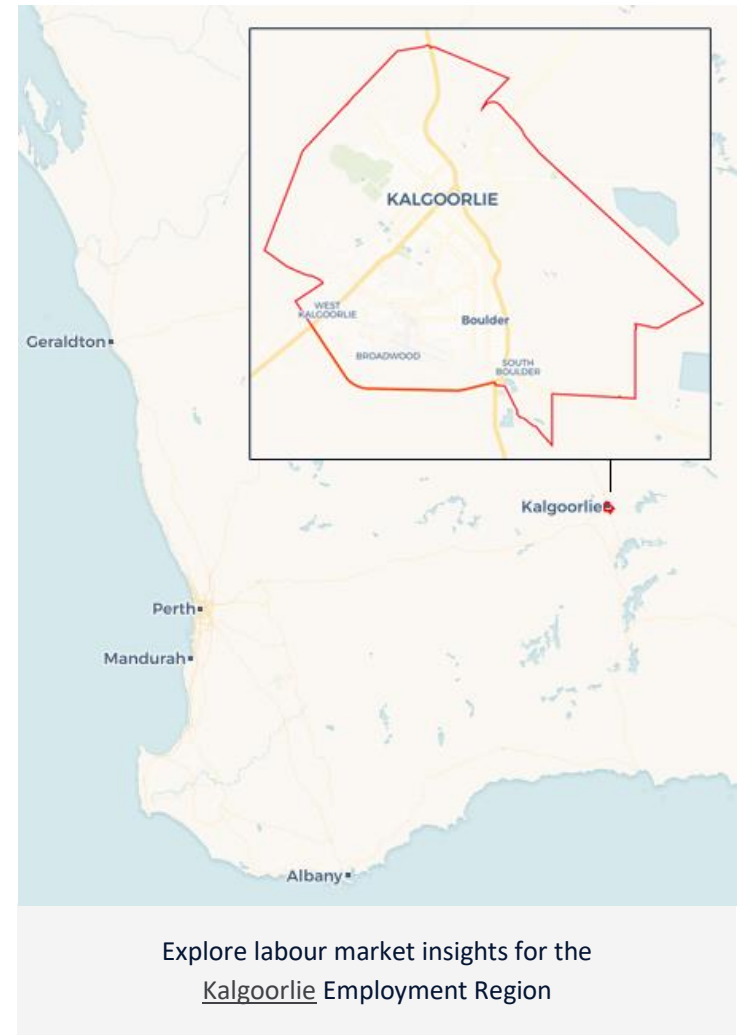 KALGOORLIE
WEST
KALGOORLIE
Boulder
BROADWOOD
SOUTH
BOULDER
Geraldton
Kalgoorlie
Perth
Mandurah
Albany
Explore labour market insights for the
Kalgoorlie Employment Region